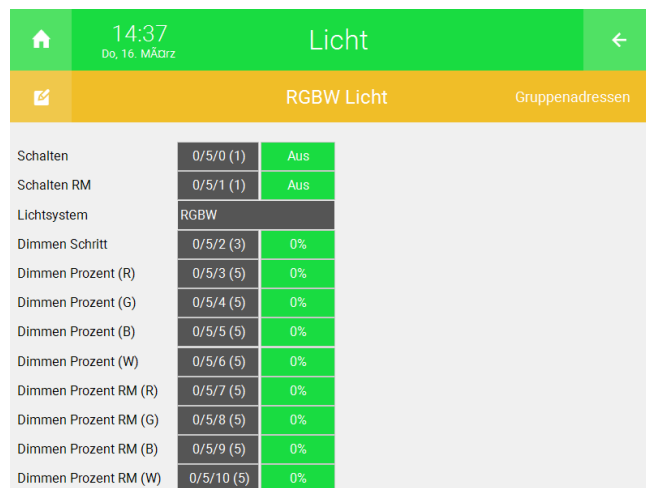 14:37
Do, 16. MÃ¤rz
Licht
RGBW Licht
Gruppenadressen
Schalten 0/5/0 (1) Aus
Schalten RM 0/5/1 (1) Aus
Lichtsystem RGBW
Dimmen Schritt 0/5/2 (3) 0%
Dimmen Prozent (R) 0/5/3 (5) 0%
Dimmen Prozent (G) 0/5/4 (5) 0%
Dimmen Prozent (B) 0/5/5 (5) 0%
Dimmen Prozent (W) 0/5/6 (5) 0%
Dimmen Prozent RM (R) 0/5/7 (5) 0%
Dimmen Prozent RM (G) 0/5/8 (5) 0%
Dimmen Prozent RM (B) 0/5/9 (5) 0%
Dimmen Prozent RM (W) 0/5/10 (5) 0%